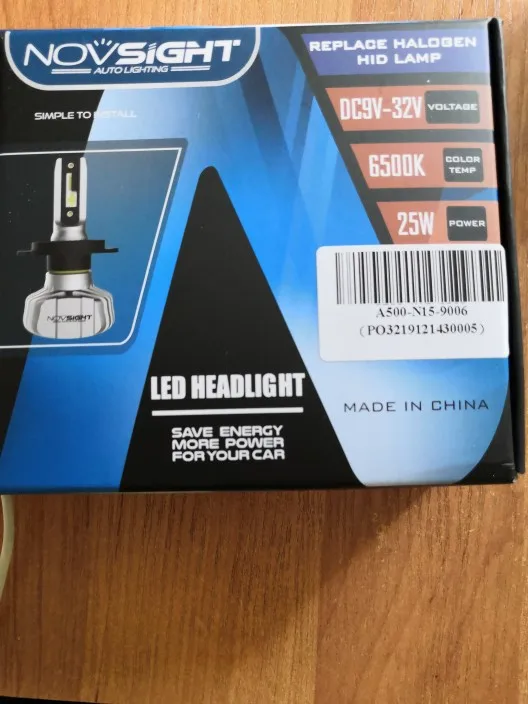 NOVSIGHT
AUTO LIGHTING
SIMPLE TO INSTALL
REPLACE HALOGEN
HID LAMP
DC9V-32V VOLTAGE
6500K COLOR TEMP
25W POWER
NOVSIGHT
A500-N15-9006
(PO3219121430005)
LED HEADLIGHT
SAVE ENERGY
MORE POWER
FOR YOUR CAR
MADE IN CHINA